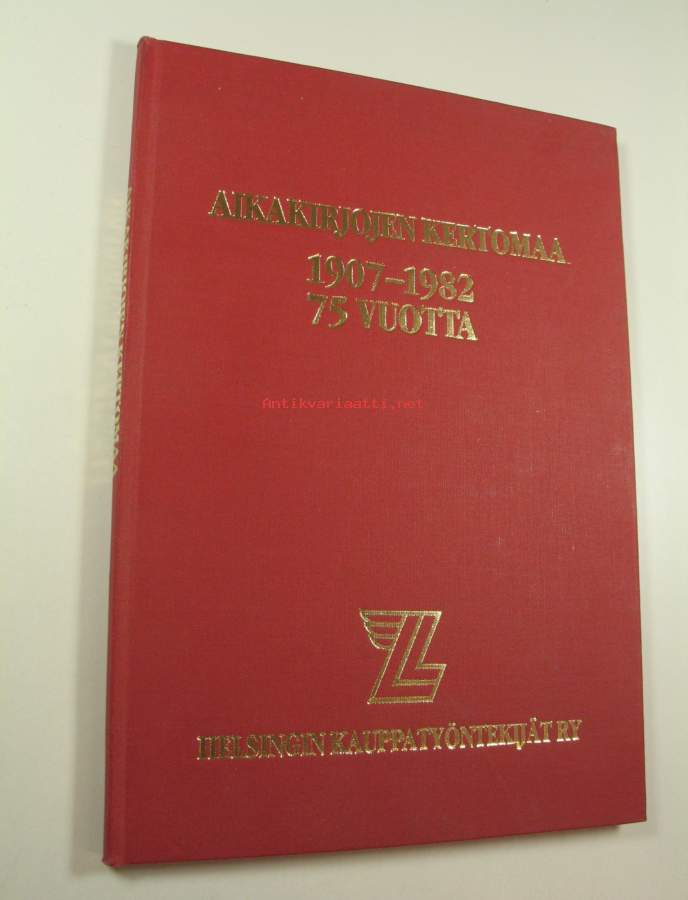 AIKAKIRJOJEN KERTOMAA
1907–1982
75 VUOTTA
Antikvariaatti.net
HELSINGIN KAUPPATYÖNTEKIJÄT RY